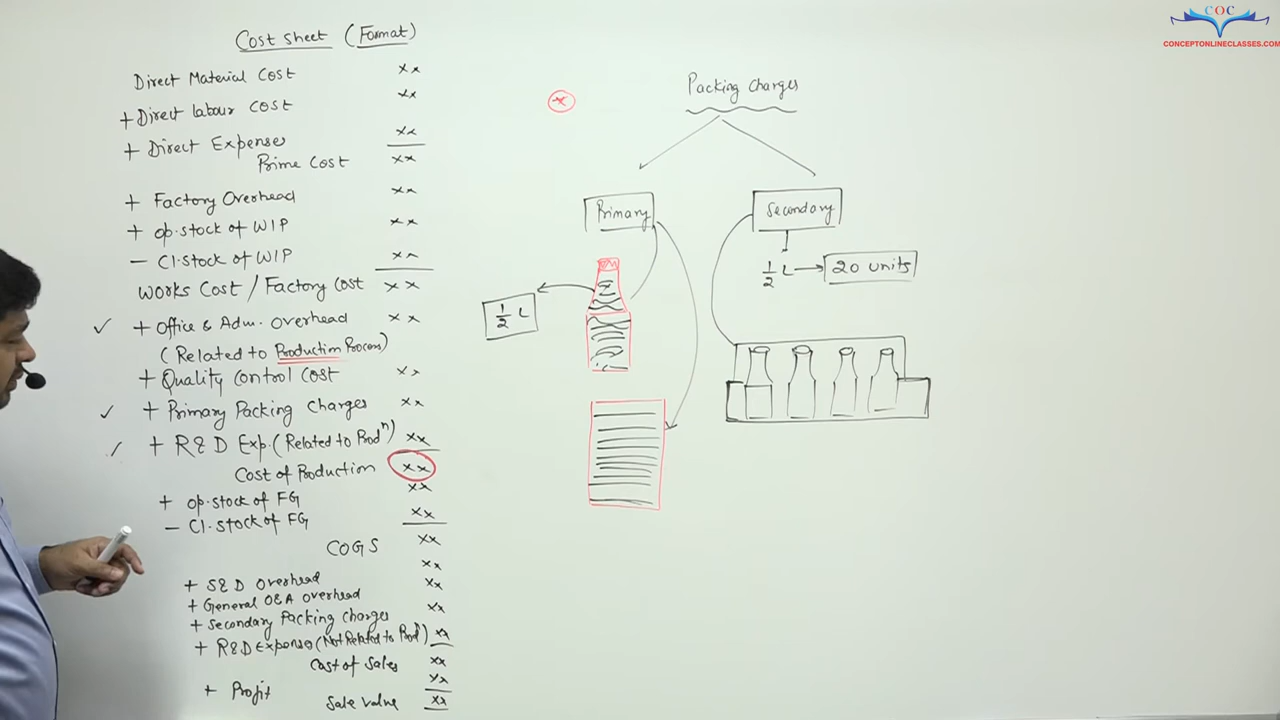 Cost Sheet (Format)
Direct Material Cost xx
+ Direct labour cost xx
+ Direct Expenses xx
Prime Cost xx
+ Factory Overhead xx
+ op. stock of WIP xx
- Cl. stock of WIP xx
Works Cost / Factory Cost xx
✓ + Office & Adm. Overhead xx
(Related to Production Process)
+ Quality Control Cost xx
✓ + Primary Packing Charges xx
✓ + R&D Exp. (Related to Prodⁿ) xx
Cost of Production xx
+ op. stock of FG xx
- Cl. stock of FG xx
COGS xx
xx
+ S&D Overhead xx
+ General O&A overhead
+ Secondary Packing Charges xx
+ R&D Expenses (Not Related to Prodⁿ) xx
Cost of Sales xx
+ Profit xx
Sale Value xx
x
Packing Charges
Primary
Secondary
½ L → 20 units
½ L
COC
CONCEPTONLINECLASSES.COM